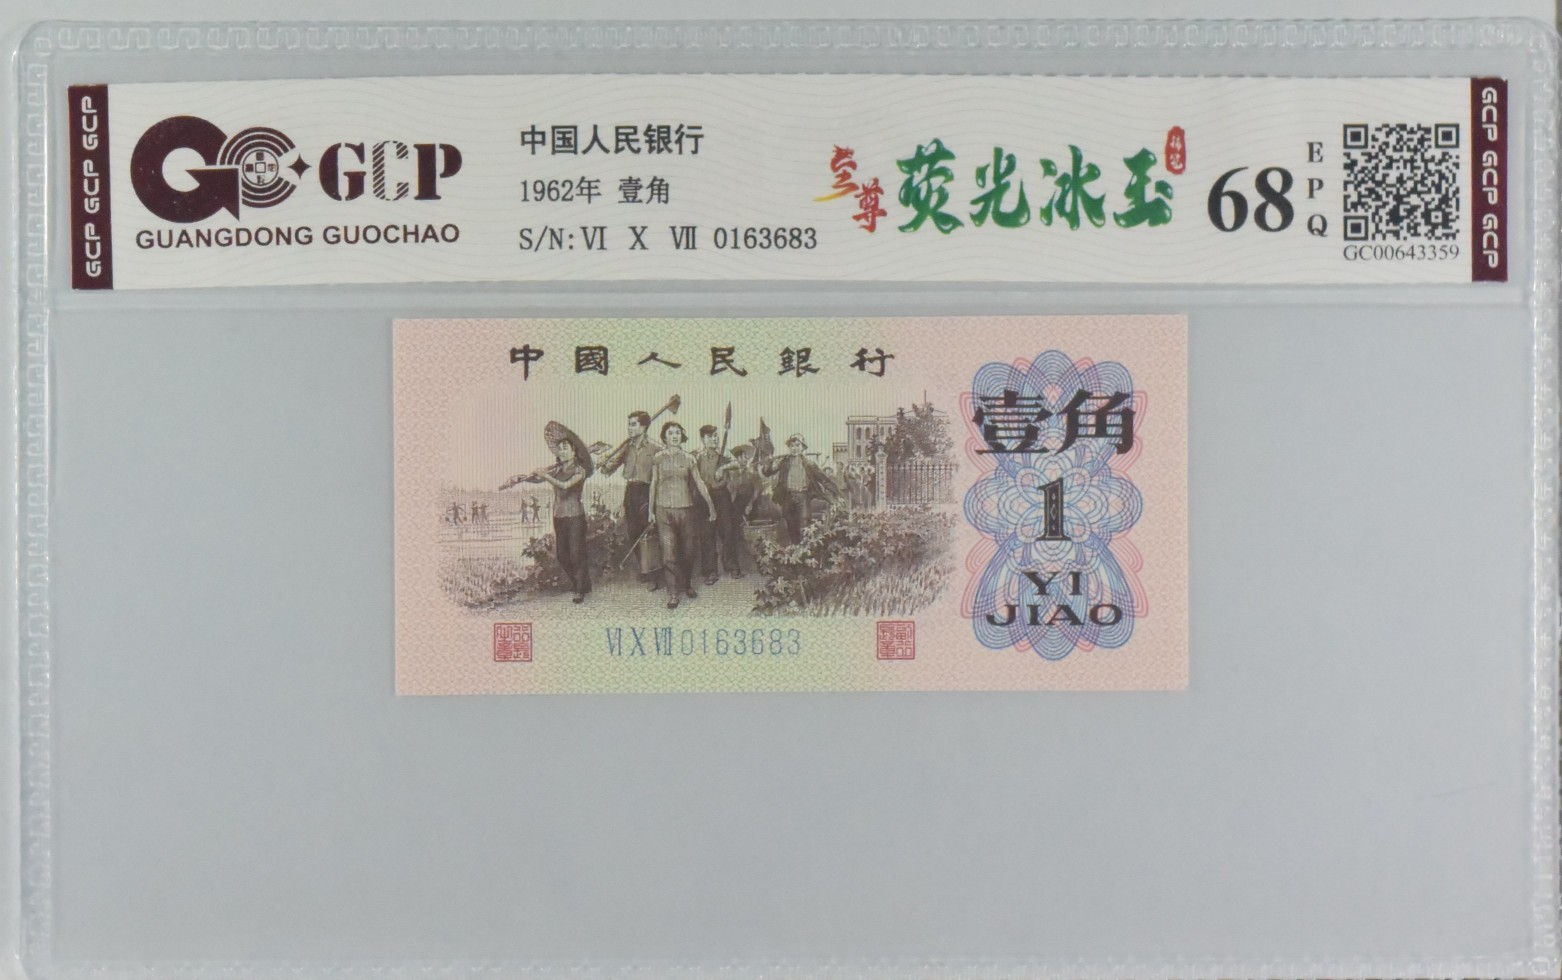 GCP GCP GCP
GCP
GUANGDONG GUOCHAO
中国人民银行
1962年 壹角
S/N: Ⅵ Ⅹ Ⅶ 0163683
至尊 荧光冰玉
68
EPQ
GC00643359
GCP GCP GCP
中國人民銀行
壹角
1
YI
JIAO
Ⅵ Ⅹ Ⅶ 0163683